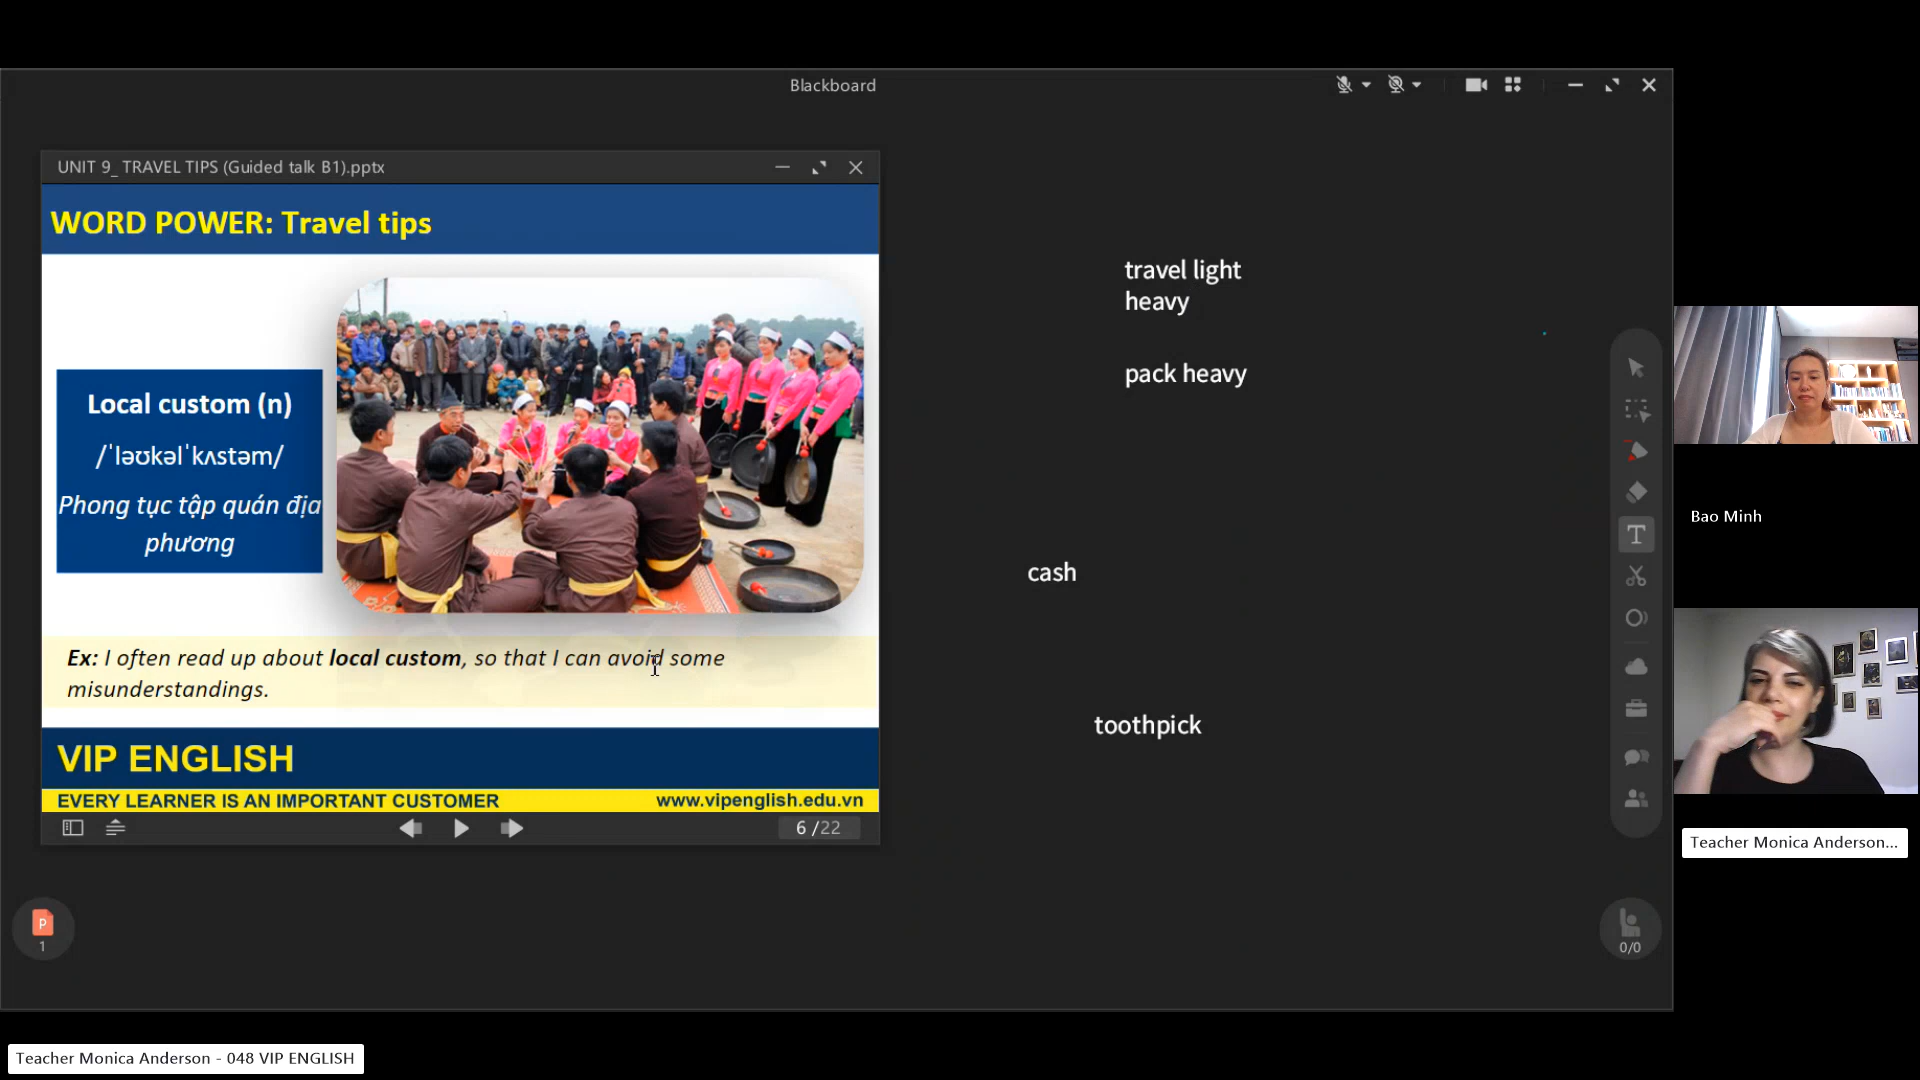 Blackboard
UNIT 9_ TRAVEL TIPS (Guided talk B1).pptx
WORD POWER: Travel tips
Local custom (n)
/ˈləʊkəlˈkʌstəm/
Phong tục tập quán địa
phương
Ex: I often read up about local custom, so that I can avoid some
misunderstandings.
VIP ENGLISH
EVERY LEARNER IS AN IMPORTANT CUSTOMER
www.vipenglish.edu.vn
6 /22
travel light
heavy
pack heavy
cash
toothpick
T
Bao Minh
Teacher Monica Anderson...
P
1
0/0
Teacher Monica Anderson - 048 VIP ENGLISH